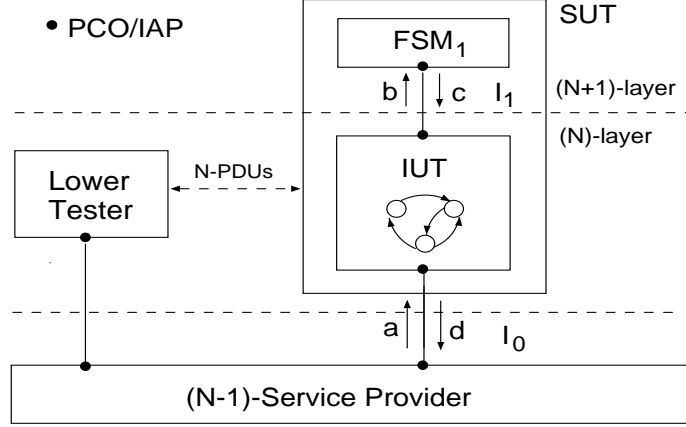 SUT
• PCO/IAP
FSM1
b
c
I1
(N+1)-layer
(N)-layer
IUT
Lower
Tester
N-PDUs
a
d
I0
(N-1)-Service Provider